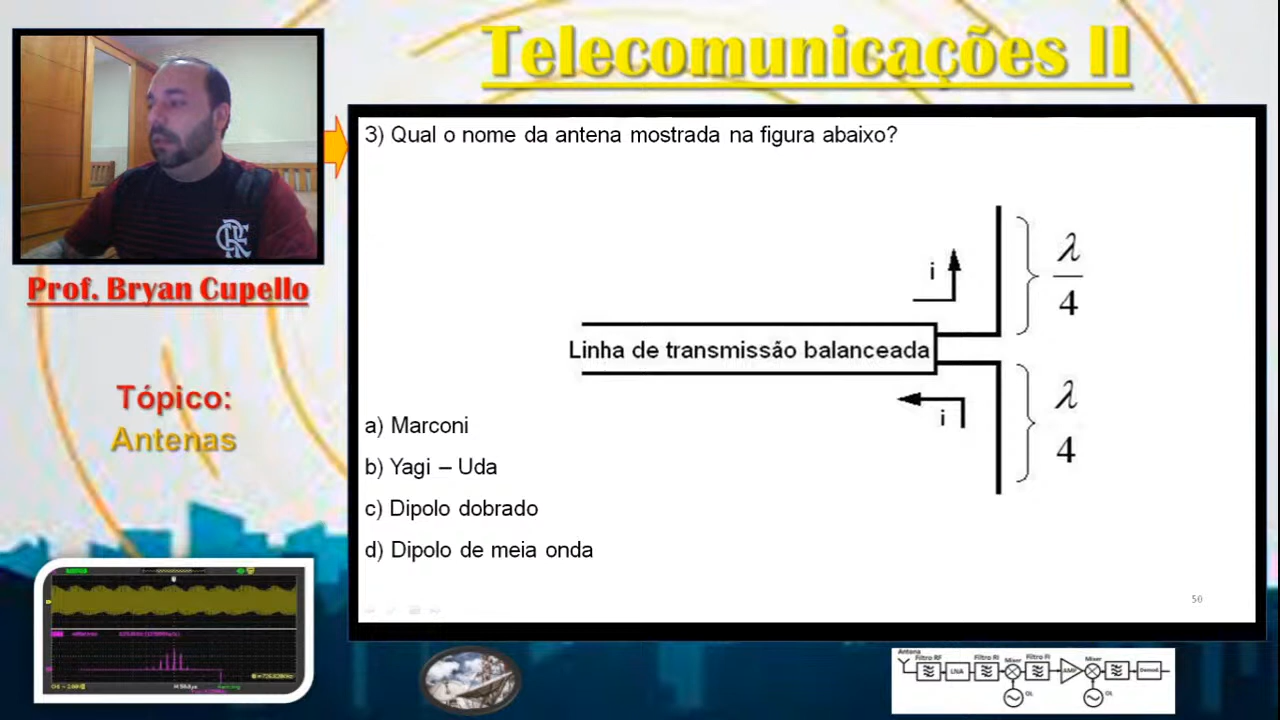 Telecomunicações II
3) Qual o nome da antena mostrada na figura abaixo?
i
λ
4
Linha de transmissão balanceada
i
λ
4
Prof. Bryan Cupello
Tópico:
Antenas
a) Marconi
b) Yagi – Uda
c) Dipolo dobrado
d) Dipolo de meia onda
50
Antena
Filtro RF
LNA
Filtro RI
Mixer
Filtro FI
AMP
Mixer
Demod.
OL
OL